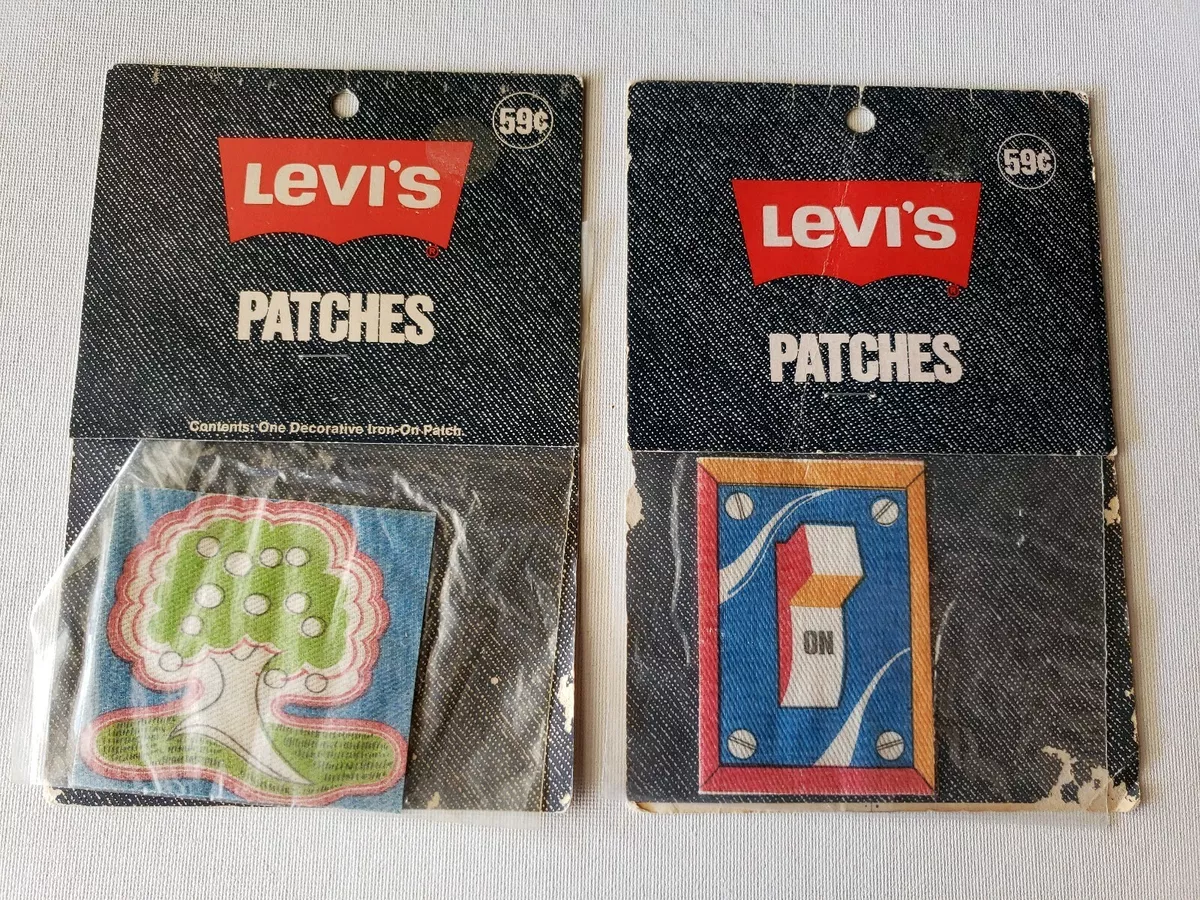 59¢
LEVI'S
®
PATCHES
Contents: One Decorative Iron-On Patch.
59¢
LEVI'S
®
PATCHES
ON